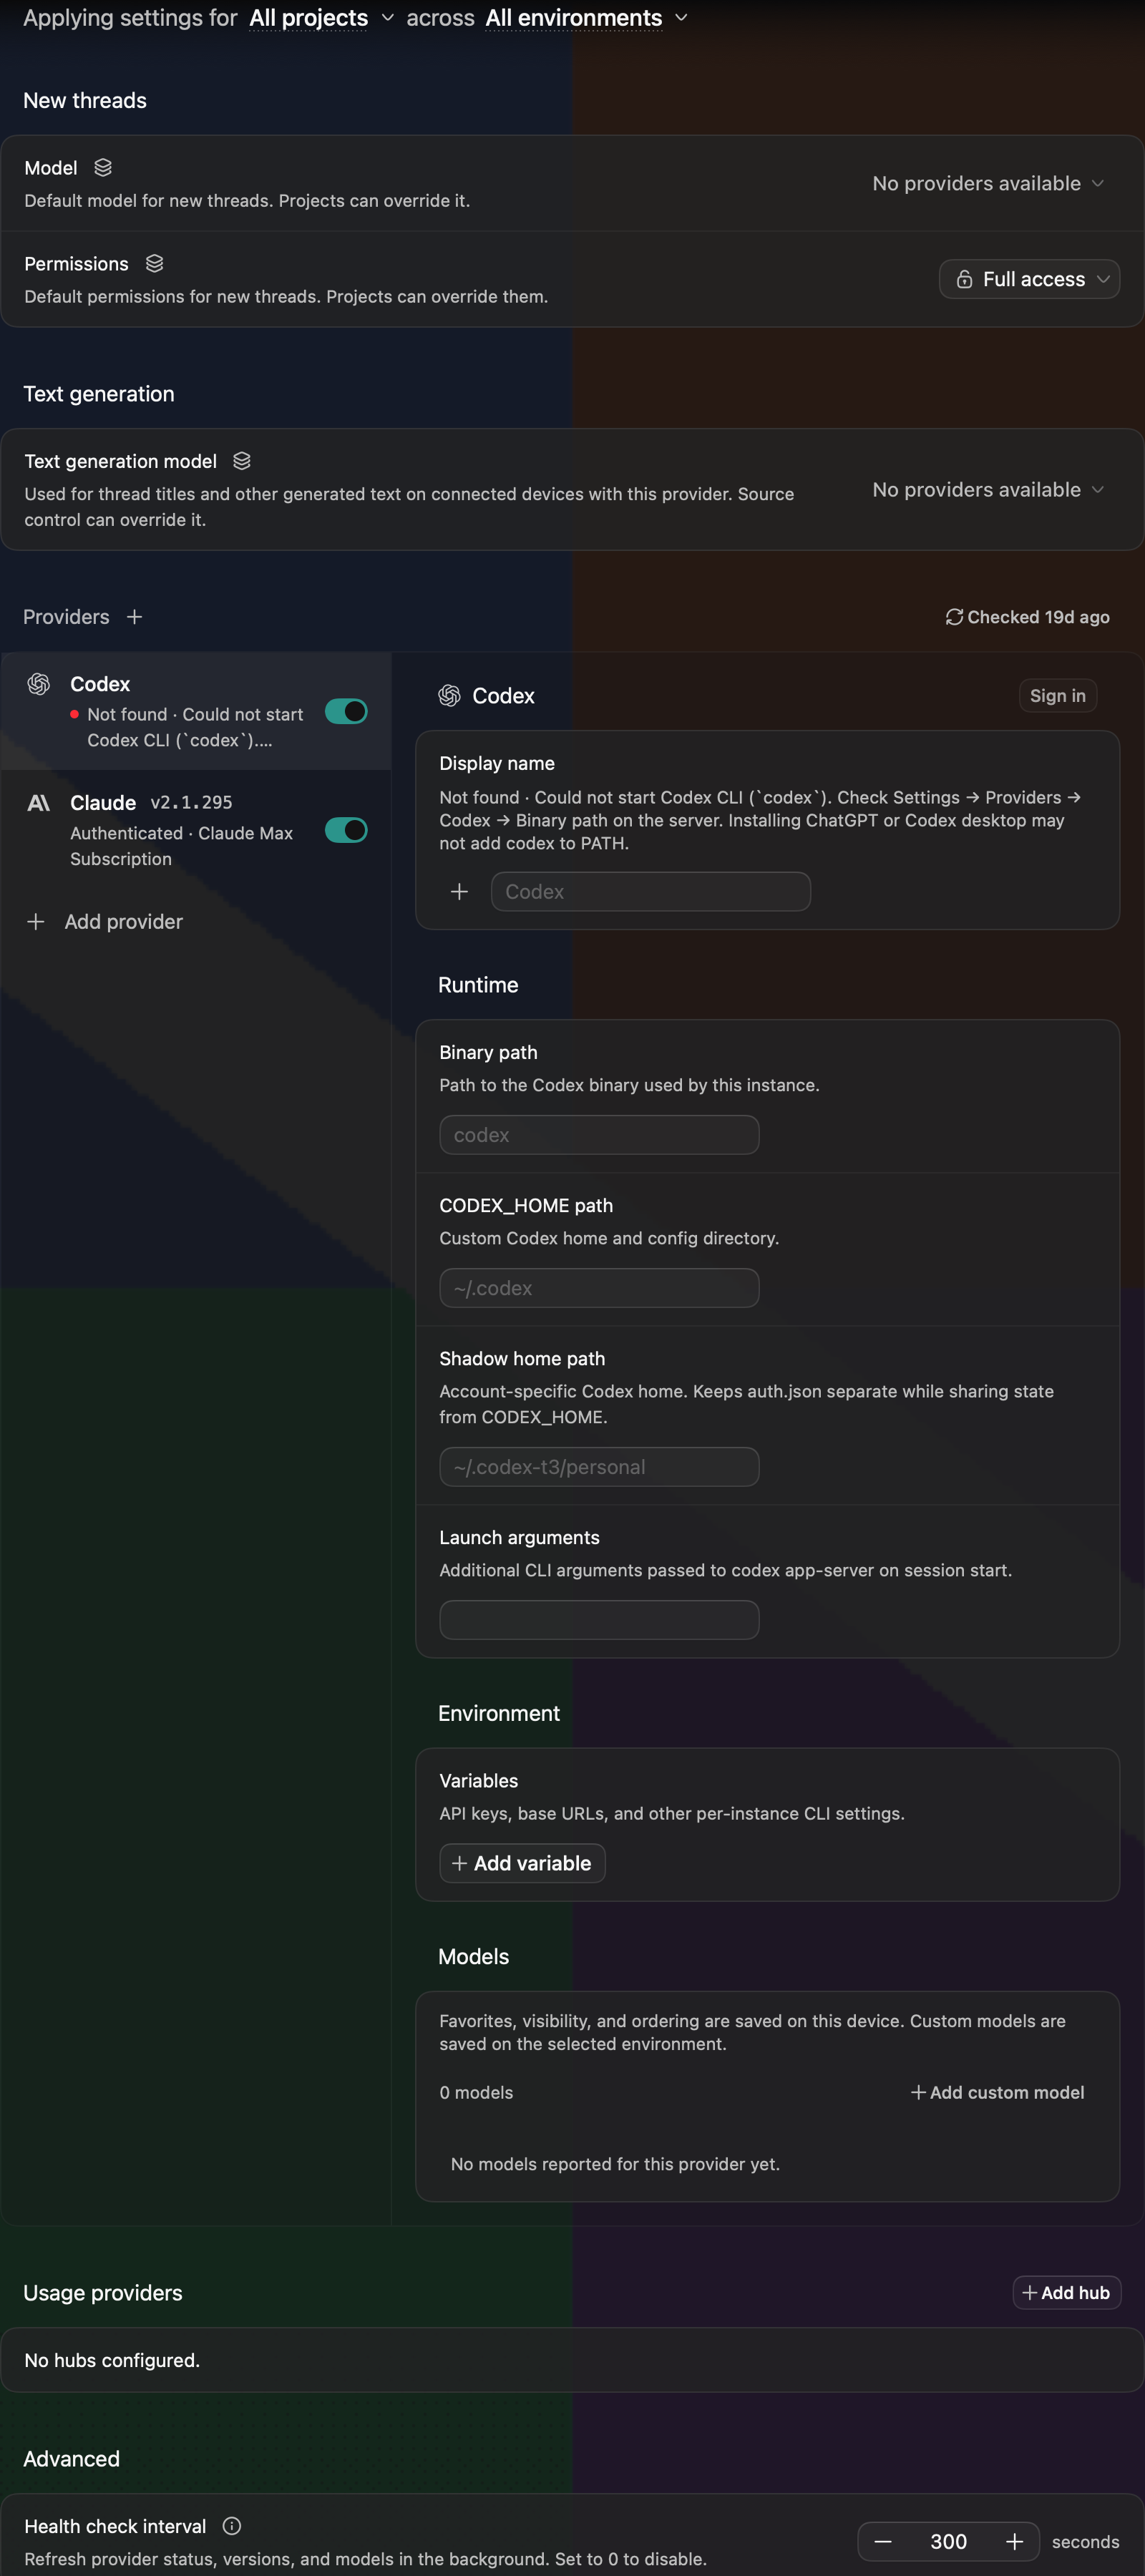 Applying settings for All projects across All environments
New threads
Model
Default model for new threads. Projects can override it.
No providers available
Permissions
Default permissions for new threads. Projects can override them.
Full access
Text generation
Text generation model
Used for thread titles and other generated text on connected devices with this provider. Source
control can override it.
No providers available
Providers
Checked 19d ago
Codex
Not found · Could not start
Codex CLI (`codex`)....
Claude v2.1.295
Authenticated · Claude Max
Subscription
Add provider
Codex
Sign in
Display name
Not found · Could not start Codex CLI (`codex`). Check Settings → Providers →
Codex → Binary path on the server. Installing ChatGPT or Codex desktop may
not add codex to PATH.
Codex
Runtime
Binary path
Path to the Codex binary used by this instance.
codex
CODEX_HOME path
Custom Codex home and config directory.
~/.codex
Shadow home path
Account-specific Codex home. Keeps auth.json separate while sharing state
from CODEX_HOME.
~/.codex-t3/personal
Launch arguments
Additional CLI arguments passed to codex app-server on session start.
Environment
Variables
API keys, base URLs, and other per-instance CLI settings.
Add variable
Models
Favorites, visibility, and ordering are saved on this device. Custom models are
saved on the selected environment.
0 models
Add custom model
No models reported for this provider yet.
Usage providers
Add hub
No hubs configured.
Advanced
Health check interval
Refresh provider status, versions, and models in the background. Set to 0 to disable.
300 seconds